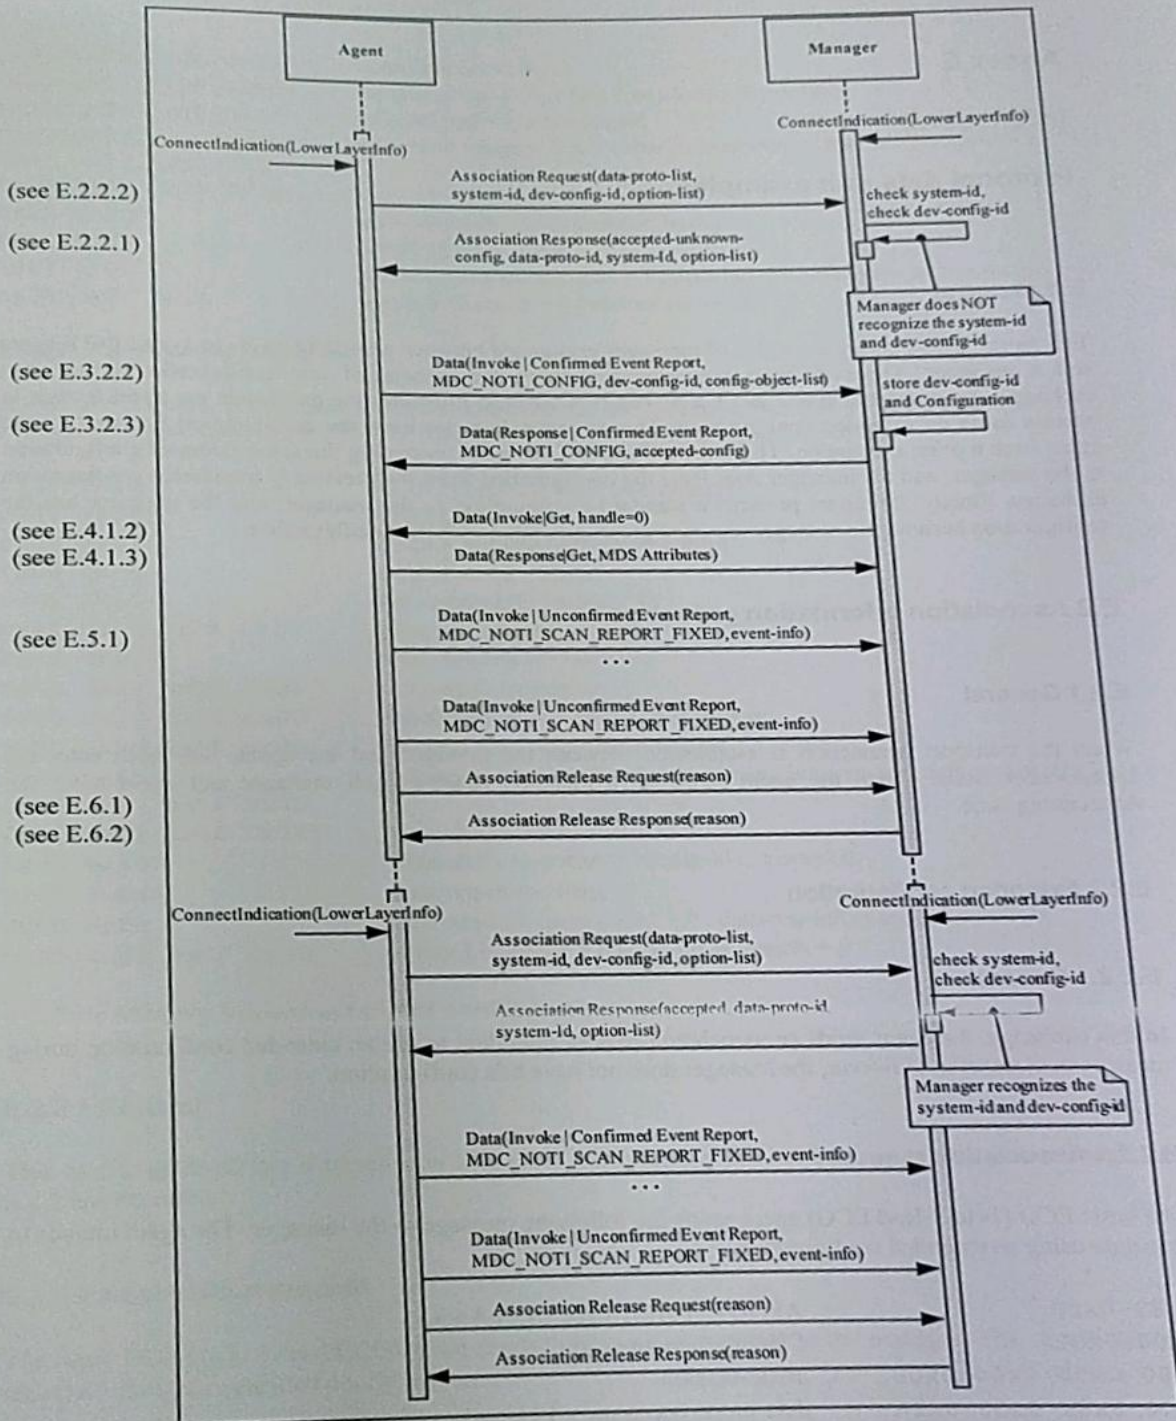 Agent
Manager
ConnectIndication(LowerLayerInfo)
ConnectIndication(LowerLayerInfo)
(see E.2.2.2)
Association Request(data-proto-list,
system-id, dev-config-id, option-list)
check system-id,
check dev-config-id
(see E.2.2.1)
Association Response(accepted-unknown-
config, data-proto-id, system-Id, option-list)
Manager does NOT
recognize the system-id
and dev-config-id
(see E.3.2.2)
Data(Invoke | Confirmed Event Report,
MDC_NOTI_CONFIG, dev-config-id, config-object-list)
store dev-config-id
and Configuration
(see E.3.2.3)
Data(Response | Confirmed Event Report,
MDC_NOTI_CONFIG, accepted-config)
(see E.4.1.2)
Data(Invoke|Get, handle=0)
(see E.4.1.3)
Data(Response|Get, MDS Attributes)
(see E.5.1)
Data(Invoke | Unconfirmed Event Report,
MDC_NOTI_SCAN_REPORT_FIXED, event-info)
...
Data(Invoke | Unconfirmed Event Report,
MDC_NOTI_SCAN_REPORT_FIXED, event-info)
Association Release Request(reason)
(see E.6.1)
Association Release Response(reason)
(see E.6.2)
ConnectIndication(LowerLayerInfo)
ConnectIndication(LowerLayerInfo)
Association Request(data-proto-list,
system-id, dev-config-id, option-list)
check system-id,
check dev-config-id
Association Response(accepted, data-proto-id,
system-Id, option-list)
Manager recognizes the
system-id and dev-config-id
Data(Invoke | Confirmed Event Report,
MDC_NOTI_SCAN_REPORT_FIXED, event-info)
...
Data(Invoke | Unconfirmed Event Report,
MDC_NOTI_SCAN_REPORT_FIXED, event-info)
Association Release Request(reason)
Association Release Response(reason)